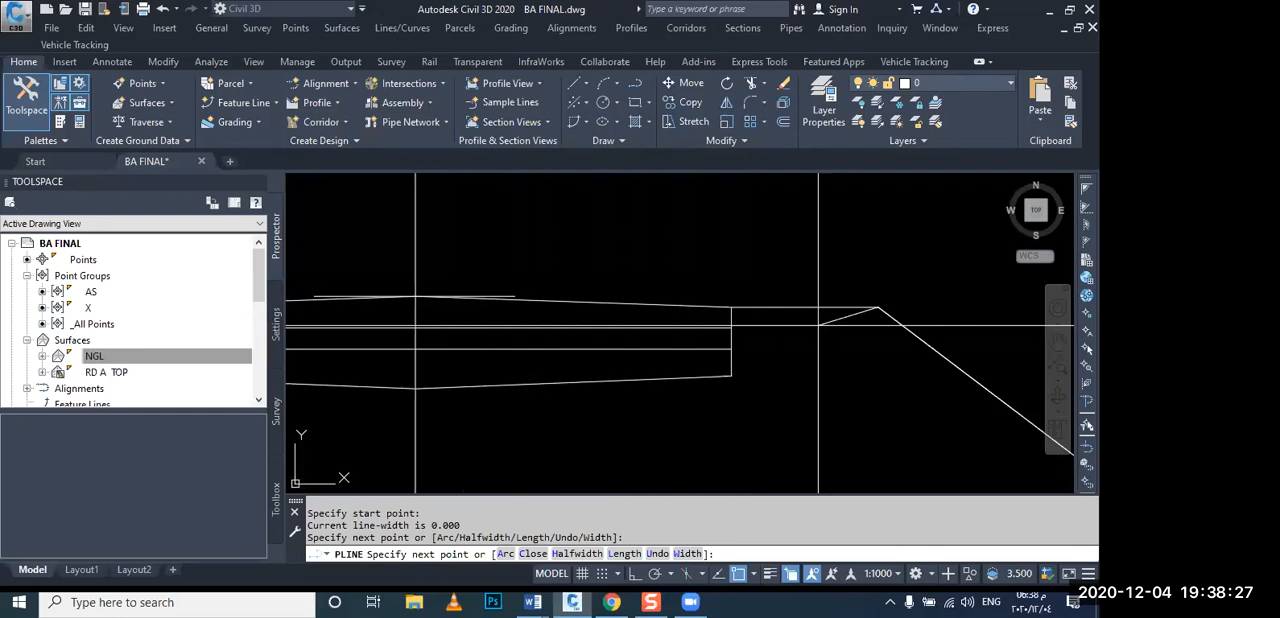 Autodesk Civil 3D 2020 BA FINAL.dwg
C3D
Civil 3D
Type a keyword or phrase
Sign In
File Edit View Insert General Survey Points Surfaces Lines/Curves Parcels Grading Alignments Profiles Corridors Sections Pipes Annotation Inquiry Window Express
Vehicle Tracking
Home Insert Annotate Modify Analyze View Manage Output Survey Rail Transparent InfraWorks Collaborate Help Add-ins Express Tools Featured Apps Vehicle Tracking
Toolspace
Points
Surfaces
Traverse
Parcel
Feature Line
Grading
Alignment
Profile
Corridor
Intersections
Assembly
Pipe Network
Profile View
Sample Lines
Section Views
Move
Copy
Stretch
Layer
Properties
0
Paste
Palettes Create Ground Data Create Design Profile & Section Views Draw Modify Layers Clipboard
Start BA FINAL*
TOOLSPACE
Active Drawing View
BA FINAL
Points
Point Groups
AS
X
_All Points
Surfaces
NGL
RD A TOP
Alignments
Feature Lines
Prospector
Settings
Survey
Toolbox
N
W TOP E
S
WCS
Y
X
Specify start point:
Current line-width is 0.000
Specify next point or [Arc/Halfwidth/Length/Undo/Width]:
PLINE Specify next point or [Arc Close Halfwidth Length Undo Width]:
Model Layout1 Layout2
MODEL 1:1000 3.500
Type here to search
ENG
06:38 م
٢٠٢٠/١٢/٠٤
2020-12-04 19:38:27